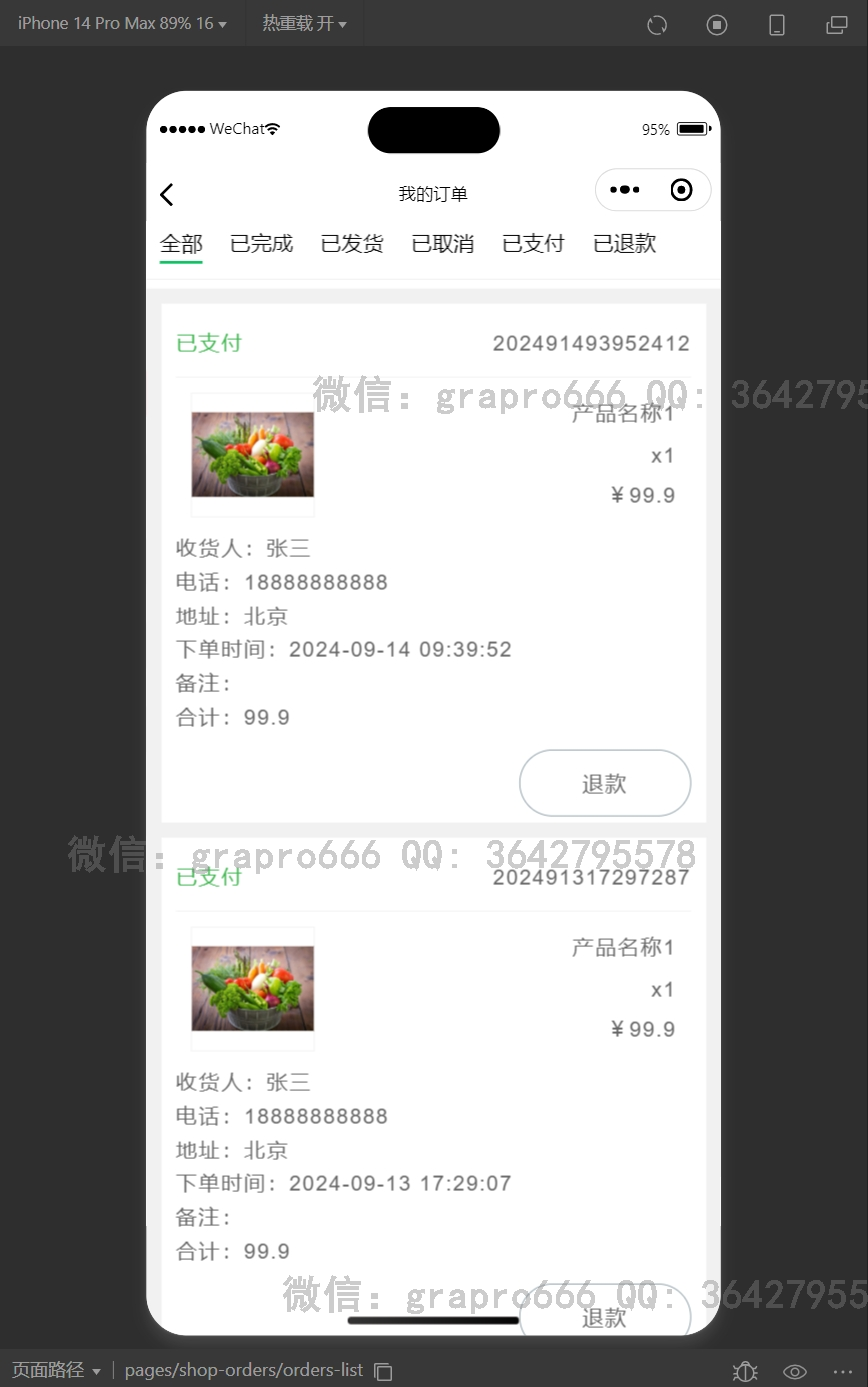 iPhone 14 Pro Max 89% 16 热重载 开
WeChat 95%
我的订单
全部 已完成 已发货 已取消 已支付 已退款
已支付 202491493952412
微信：grapro666 QQ：36427955
产品名称1
x1
￥99.9
收货人：张三
电话：18888888888
地址：北京
下单时间：2024-09-14 09:39:52
备注：
合计：99.9
退款
微信：grapro666 QQ：3642795578
已支付 202491317297287
产品名称1
x1
￥99.9
收货人：张三
电话：18888888888
地址：北京
下单时间：2024-09-13 17:29:07
备注：
合计：99.9
微信：grapro666 QQ：36427955
退款
页面路径 pages/shop-orders/orders-list